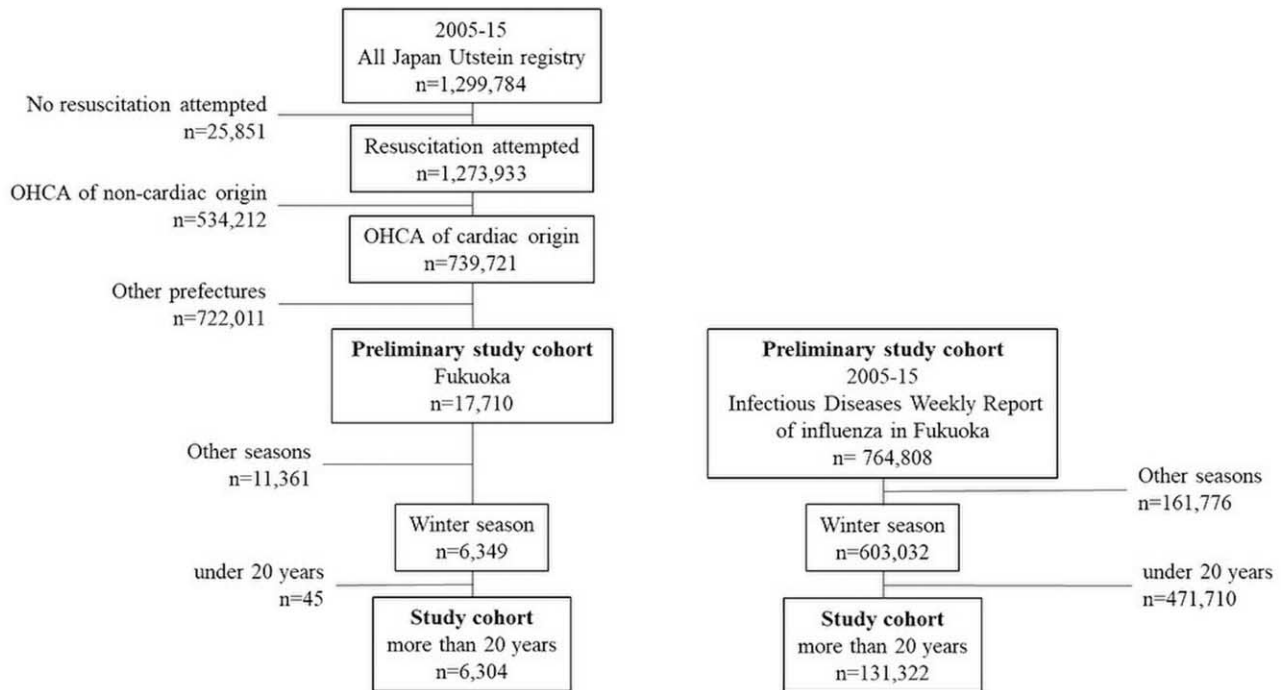 2005-15
All Japan Utstein registry
n=1,299,784
No resuscitation attempted
n=25,851
Resuscitation attempted
n=1,273,933
OHCA of non-cardiac origin
n=534,212
OHCA of cardiac origin
n=739,721
Other prefectures
n=722,011
Preliminary study cohort
Fukuoka
n=17,710
Other seasons
n=11,361
Winter season
n=6,349
under 20 years
n=45
Study cohort
more than 20 years
n=6,304
Preliminary study cohort
2005-15
Infectious Diseases Weekly Report
of influenza in Fukuoka
n= 764,808
Other seasons
n=161,776
Winter season
n=603,032
under 20 years
n=471,710
Study cohort
more than 20 years
n=131,322